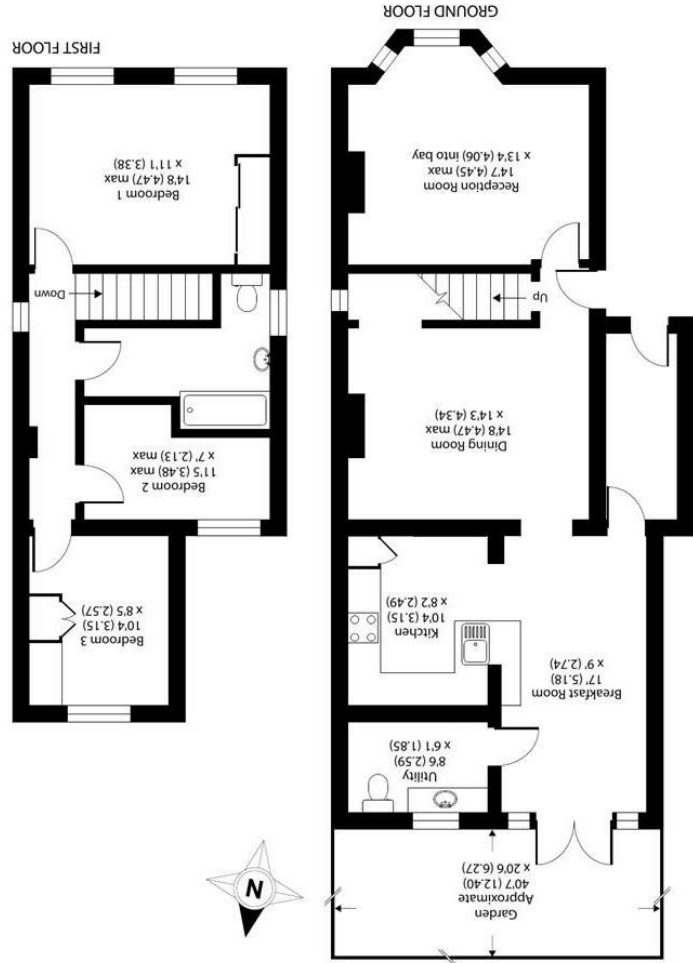 GROUND FLOOR
Reception Room
14'7 (4.45) max
x 13'4 (4.06) into bay
Up
Dining Room
14'8 (4.47) max
x 14'3 (4.34)
Kitchen
10'4 (3.15)
x 8'2 (2.49)
Breakfast Room
17' (5.18)
x 9' (2.74)
Utility
8'6 (2.59)
x 6'1 (1.85)
Garden
Approximate
40'7 (12.40)
x 20'6 (6.27)
FIRST FLOOR
Bedroom 1
14'8 (4.47) max
x 11'1 (3.38)
Down
Bedroom 2
11'5 (3.48) max
x 7' (2.13) max
Bedroom 3
10'4 (3.15)
x 8'5 (2.57)
N